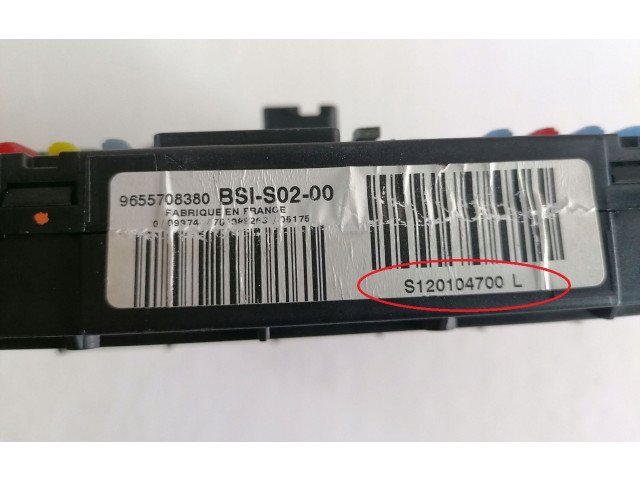 9655708380 BSI-S02-00
FABRIQUE EN FRANCE
S120104700 L